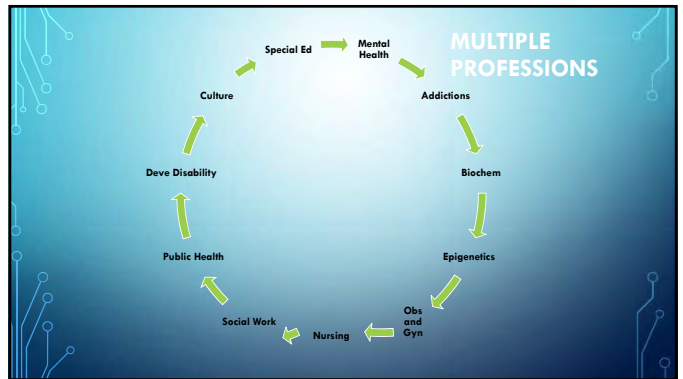 MULTIPLE
PROFESSIONS
Special Ed
Mental
Health
Addictions
Biochem
Epigenetics
Obs
and
Gyn
Nursing
Social Work
Public Health
Deve Disability
Culture